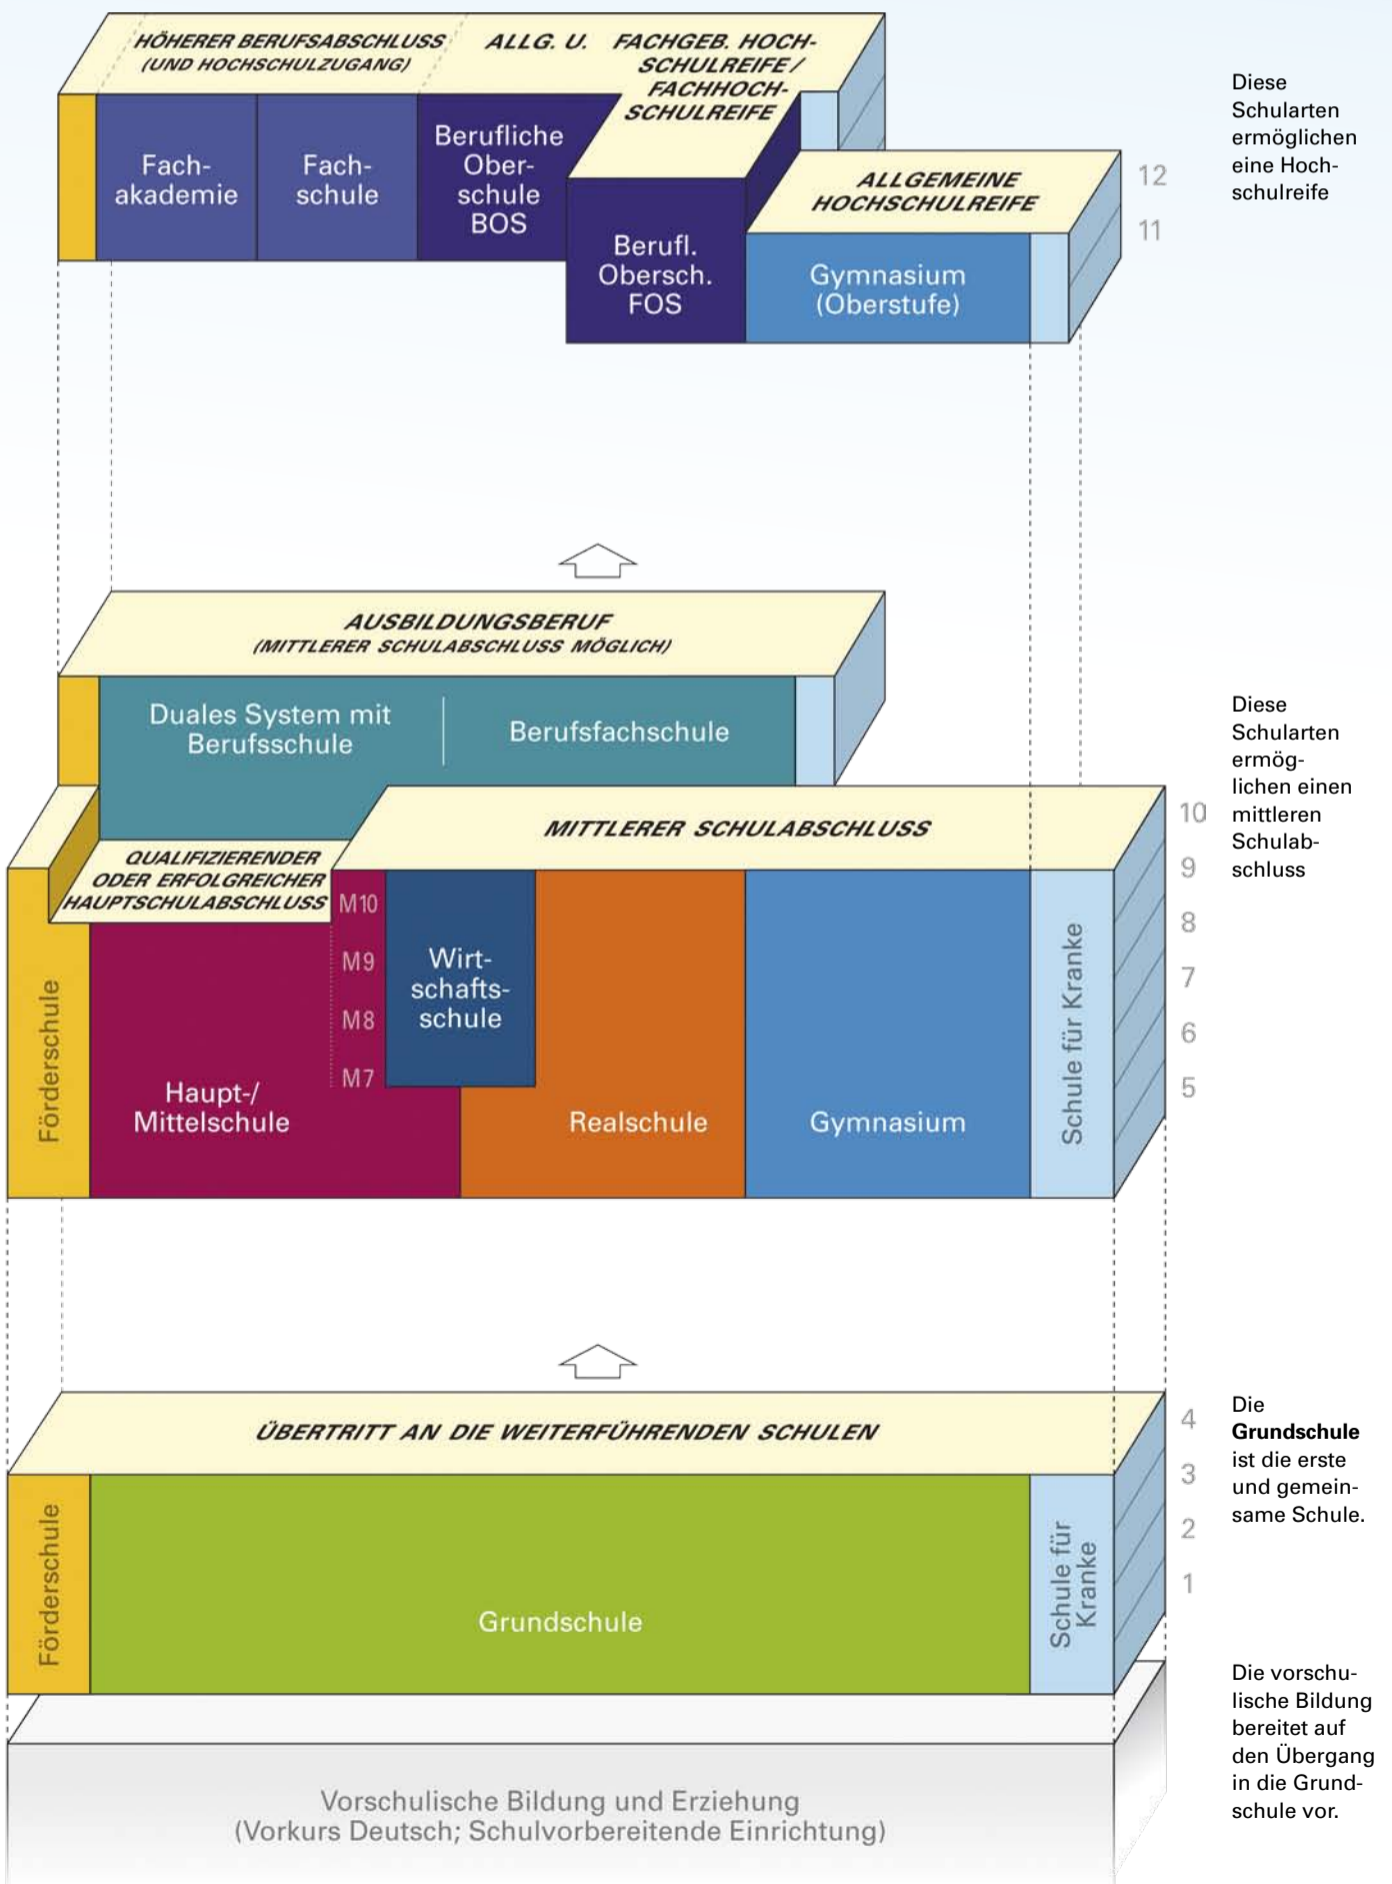 HÖHERER BERUFSABSCHLUSS
(UND HOCHSCHULZUGANG)
ALLG. U. FACHGEB. HOCH-
SCHULREIFE/
FACHHOCH-
SCHULREIFE
Fach-
akademie
Fach-
schule
Berufliche
Ober-
schule
BOS
Berufl.
Obersch.
FOS
ALLGEMEINE
HOCHSCHULREIFE
Gymnasium
(Oberstufe)
12
11
Diese
Schularten
ermöglichen
eine Hoch-
schulreife
AUSBILDUNGSBERUF
(MITTLERER SCHULABSCHLUSS MÖGLICH)
Duales System mit
Berufsschule
Berufsfachschule
MITTLERER SCHULABSCHLUSS
QUALIFIZIERENDER
ODER ERFOLGREICHER
HAUPTSCHULABSCHLUSS
Förderschule
Haupt-/
Mittelschule
M10
M9
M8
M7
Wirt-
schafts-
schule
Realschule
Gymnasium
Schule für Kranke
10
9
8
7
6
5
Diese
Schularten
ermög-
lichen einen
mittleren
Schulab-
schluss
ÜBERTRITT AN DIE WEITERFÜHRENDEN SCHULEN
Förderschule
Grundschule
Schule für
Kranke
4
3
2
1
Die
Grundschule
ist die erste
und gemein-
same Schule.
Vorschulische Bildung und Erziehung
(Vorkurs Deutsch; Schulvorbereitende Einrichtung)
Die vorschu-
lische Bildung
bereitet auf
den Übergang
in die Grund-
schule vor.